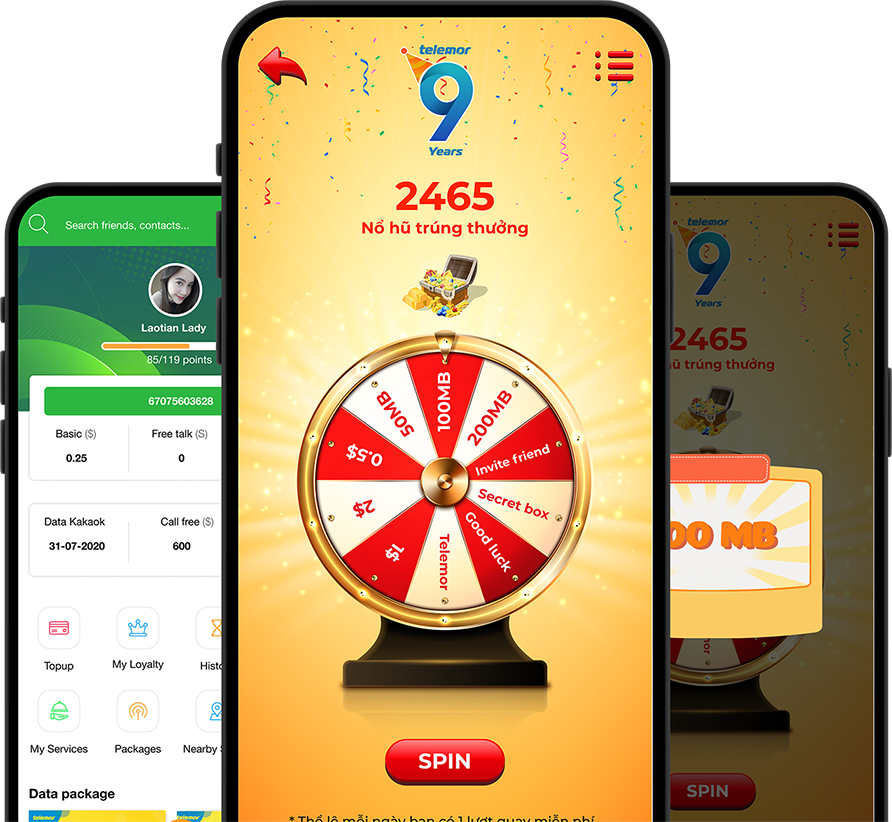 Search friends, contacts...
Laotian Lady
85/119 points
67075603628
Basic ($)
Free talk (S)
0.25
0
Data Kakaok
Call free ($)
31-07-2020
600
Topup
My Loyalty
Histo
My Services
Packages
Nearby S
Data package
telemor
telemor
telemor
9
Years
2465
Nổ hũ trúng thưởng
100MB
200MB
Invite friend
Secret box
Good luck
Telemor
1$
2$
0.5$
50MB
SPIN
* Thể lệ mỗi ngày bạn có 1 lượt quay miễn phí
telemor
9
Years
2465
hũ trúng thưởng
00 MB
mor
SPIN